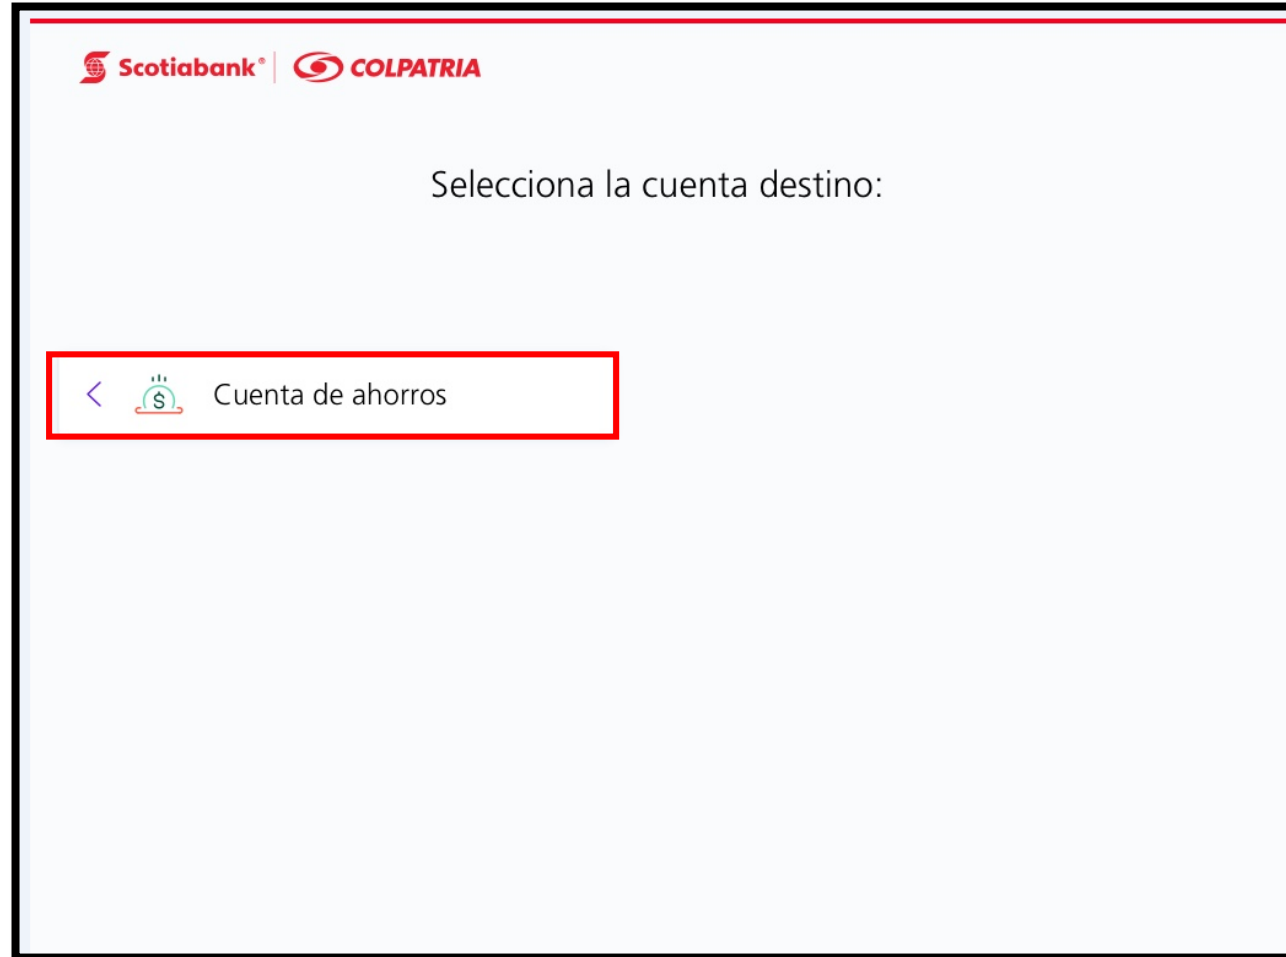 Scotiabank® COLPATRIA
Selecciona la cuenta destino:
$ Cuenta de ahorros